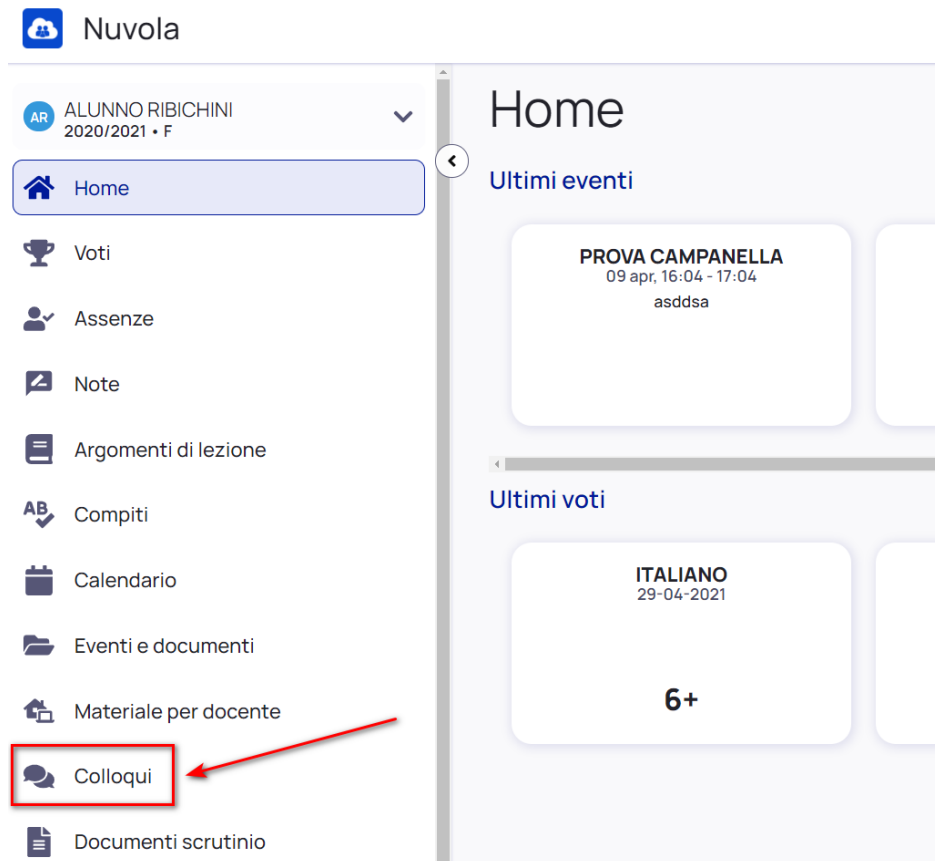 Nuvola
AR
ALUNNO RIBICHINI
2020/2021 • F
Home
Voti
Assenze
Note
Argomenti di lezione
AB
Compiti
Calendario
Eventi e documenti
Materiale per docente
Colloqui
Documenti scrutinio
Home
Ultimi eventi
PROVA CAMPANELLA
09 apr, 16:04 - 17:04
asddsa
Ultimi voti
ITALIANO
29-04-2021
6+